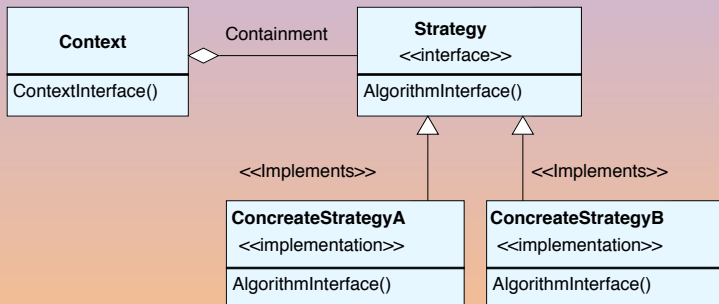 Context
ContextInterface()
Containment
Strategy
<<interface>>
AlgorithmInterface()
<<Implements>>
<<Implements>>
ConcreateStrategyA
<<implementation>>
AlgorithmInterface()
ConcreateStrategyB
<<implementation>>
AlgorithmInterface()